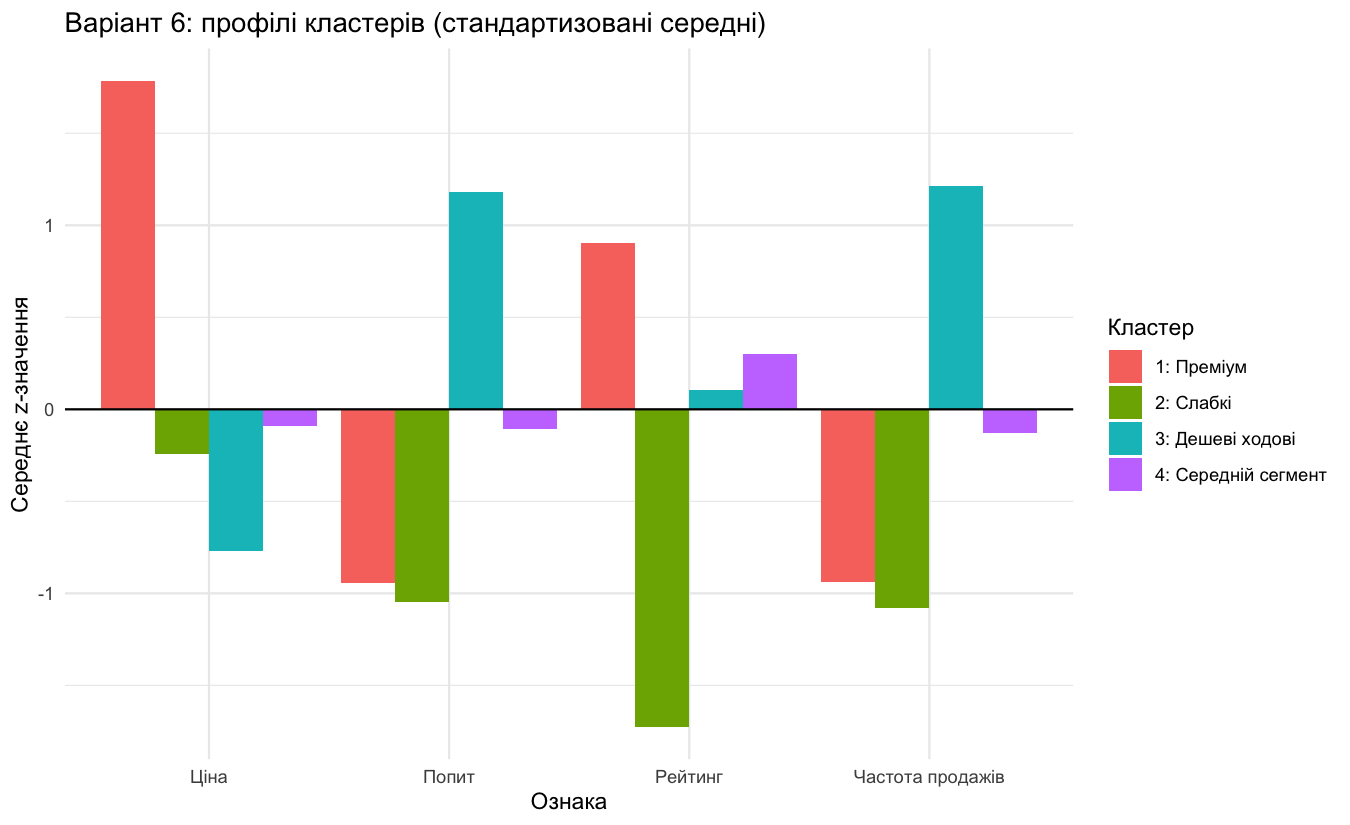 Варіант 6: профілі кластерів (стандартизовані середні)
Середнє z-значення
1
0
-1
Ціна
Попит
Рейтинг
Частота продажів
Ознака
Кластер
1: Преміум
2: Слабкі
3: Дешеві ходові
4: Середній сегмент